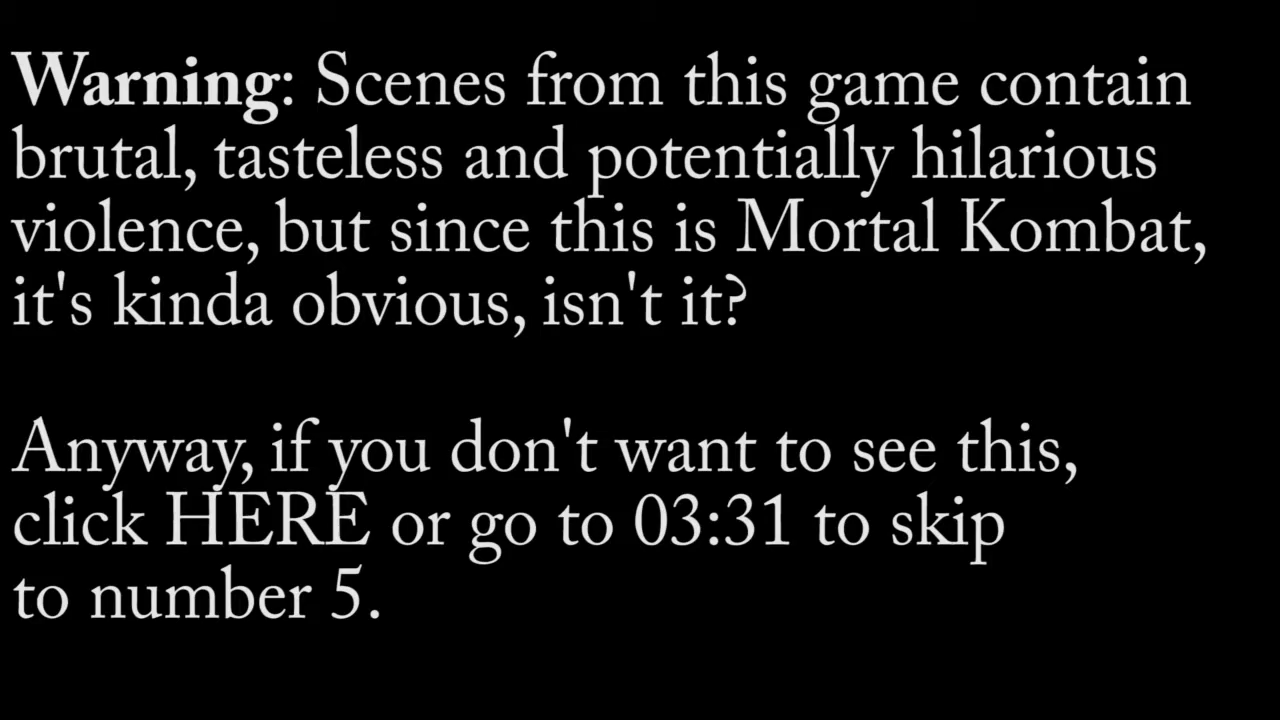 Warning: Scenes from this game contain
brutal, tasteless and potentially hilarious
violence, but since this is Mortal Kombat,
it's kinda obvious, isn't it?
Anyway, if you don't want to see this,
click HERE or go to 03:31 to skip
to number 5.